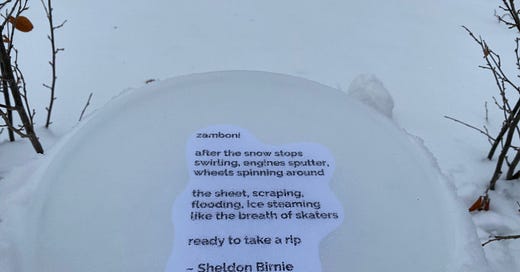 zamboni
after the snow stops
swirling, engines sputter,
wheels spinning around
the sheet, scraping,
flooding, ice steaming
like the breath of skaters
ready to take a rip
~ Sheldon Birnie